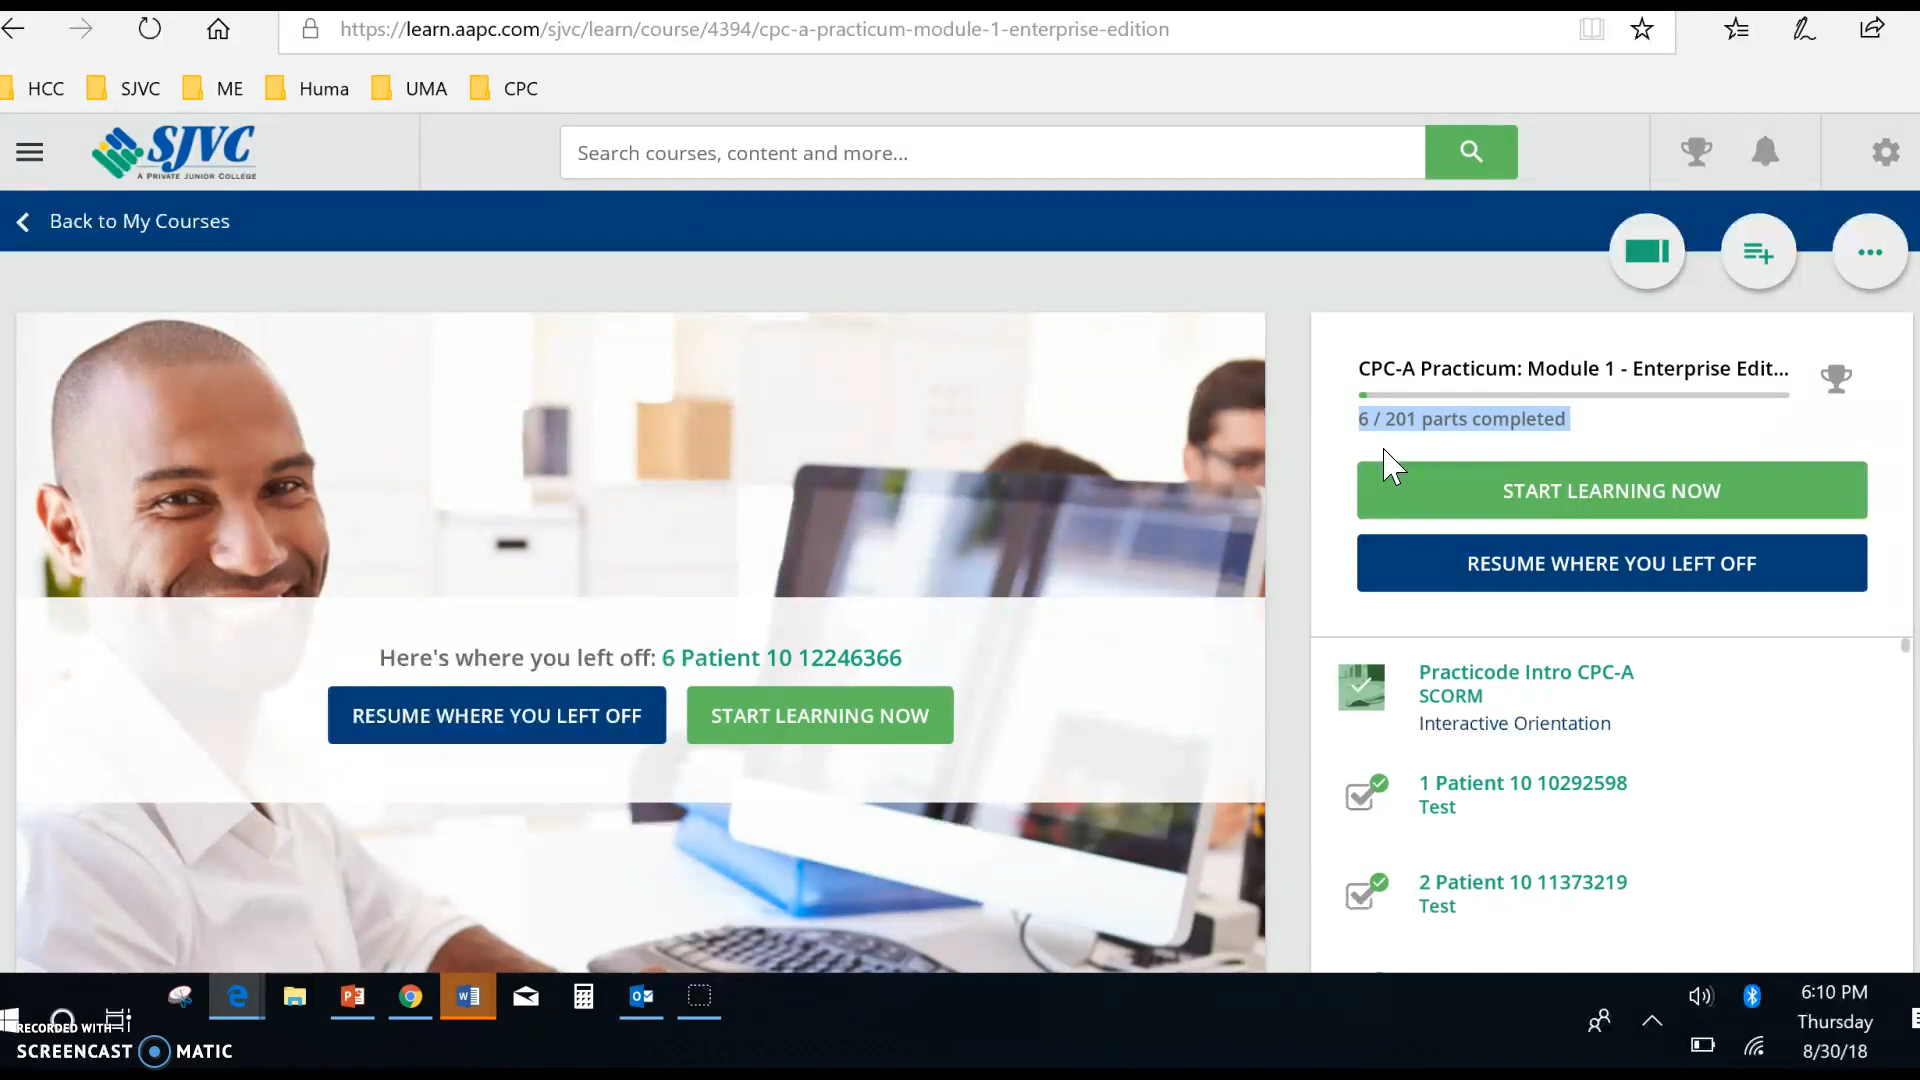 https://learn.aapc.com/sjvc/learn/course/4394/cpc-a-practicum-module-1-enterprise-edition
HCC SJVC ME Huma UMA CPC
SJVC
A PRIVATE JUNIOR COLLEGE
Search courses, content and more...
Back to My Courses
CPC-A Practicum: Module 1 - Enterprise Edit...
6 / 201 parts completed
START LEARNING NOW
RESUME WHERE YOU LEFT OFF
Here's where you left off: 6 Patient 10 12246366
RESUME WHERE YOU LEFT OFF START LEARNING NOW
Practicode Intro CPC-A
SCORM
Interactive Orientation
1 Patient 10 10292598
Test
2 Patient 10 11373219
Test
6:10 PM
Thursday
8/30/18
RECORDED WITH
SCREENCAST MATIC